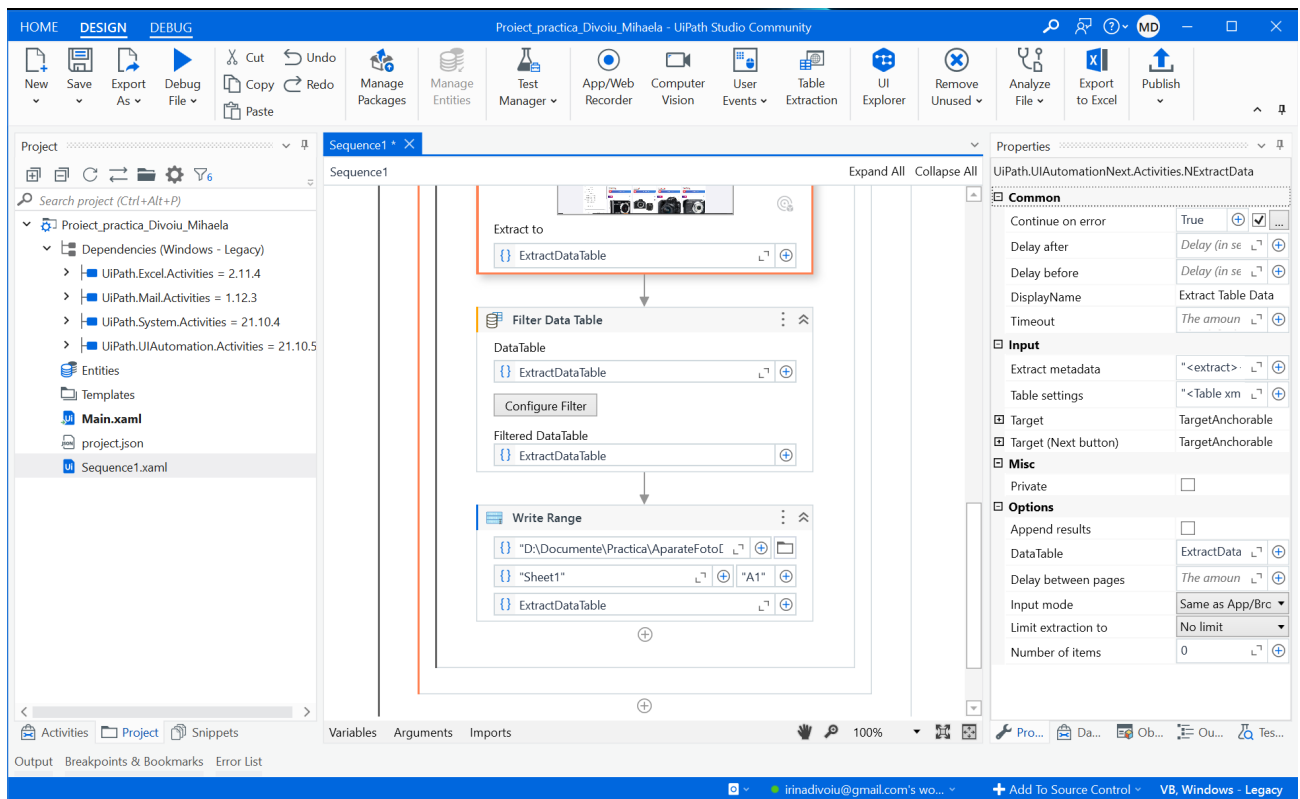 HOME DESIGN DEBUG Proiect_practica_Divoiu_Mihaela - UiPath Studio Community MD
New Save Export As Debug File Cut Copy Paste Undo Redo Manage Packages Manage Entities Test Manager App/Web Recorder Computer Vision User Events Table Extraction UI Explorer Remove Unused Analyze File Export to Excel Publish
Project
Search project (Ctrl+Alt+P)
Proiect_practica_Divoiu_Mihaela
Dependencies (Windows - Legacy)
UiPath.Excel.Activities = 2.11.4
UiPath.Mail.Activities = 1.12.3
UiPath.System.Activities = 21.10.4
UiPath.UIAutomation.Activities = 21.10.5
Entities
Templates
Main.xaml
project.json
Sequence1.xaml
Activities Project Snippets
Sequence1 *
Sequence1 Expand All Collapse All
Extract to
{} ExtractDataTable
Filter Data Table
DataTable
{} ExtractDataTable
Configure Filter
Filtered DataTable
{} ExtractDataTable
Write Range
{} "D:\Documente\Practica\AparateFotoD
{} "Sheet1" "A1"
{} ExtractDataTable
Variables Arguments Imports 100%
Properties
UiPath.UIAutomationNext.Activities.NExtractData
Common
Continue on error True ...
Delay after Delay (in se
Delay before Delay (in se
DisplayName Extract Table Data
Timeout The amoun
Input
Extract metadata "<extract>
Table settings "<Table xm
Target TargetAnchorable
Target (Next button) TargetAnchorable
Misc
Private
Options
Append results
DataTable ExtractData
Delay between pages The amoun
Input mode Same as App/Brc
Limit extraction to No limit
Number of items 0
Pro... Da... Ob... Ou... Tes...
Output Breakpoints & Bookmarks Error List
irinadivoiu@gmail.com's wo... Add To Source Control VB, Windows - Legacy